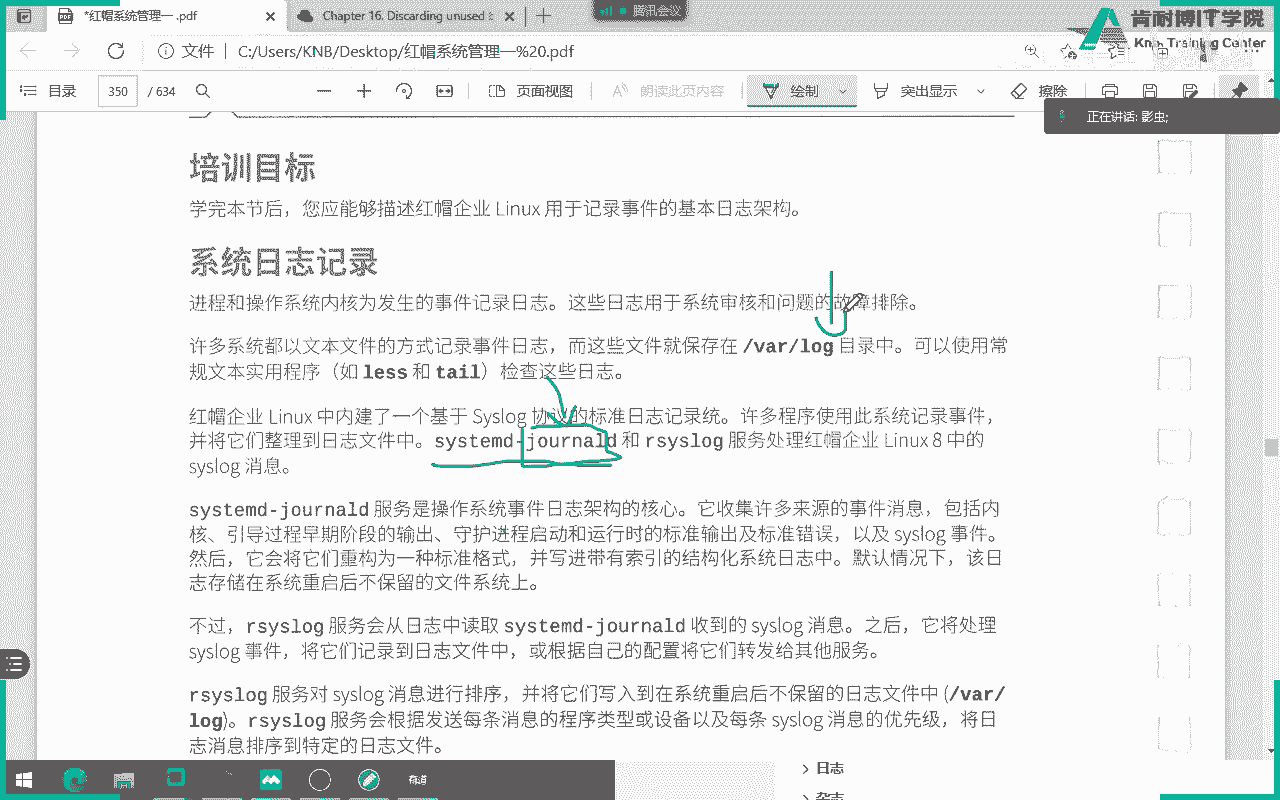 *红帽系统管理一 .pdf
Chapter 16. Discarding unused b
腾讯会议
肯耐博IT学院
KnB Training Center
文件
C:/Users/KNB/Desktop/红帽系统管理—%20.pdf
目录
350
/ 634
页面视图
朗读此页内容
绘制
突出显示
擦除
正在讲话: 影虫;
培训目标
学完本节后，您应能够描述红帽企业 Linux 用于记录事件的基本日志架构。
系统日志记录
进程和操作系统内核为发生的事件记录日志。这些日志用于系统审核和问题的故障排除。
许多系统都以文本文件的方式记录事件日志，而这些文件就保存在 /var/log 目录中。可以使用常
规文本实用程序（如 less 和 tail）检查这些日志。
红帽企业 Linux 中内建了一个基于 Syslog 协议的标准日志记录统。许多程序使用此系统记录事件，
并将它们整理到日志文件中。systemd-journald 和 rsyslog 服务处理红帽企业 Linux 8 中的
syslog 消息。
systemd-journald 服务是操作系统事件日志架构的核心。它收集许多来源的事件消息，包括内
核、引导过程早期阶段的输出、守护进程启动和运行时的标准输出及标准错误，以及 syslog 事件。
然后，它会将它们重构为一种标准格式，并写进带有索引的结构化系统日志中。默认情况下，该日
志存储在系统重启后不保留的文件系统上。
不过，rsyslog 服务会从日志中读取 systemd-journald 收到的 syslog 消息。之后，它将处理
syslog 事件，将它们记录到日志文件中，或根据自己的配置将它们转发给其他服务。
rsyslog 服务对 syslog 消息进行排序，并将它们写入到在系统重启后不保留的日志文件中 (/var/
log)。rsyslog 服务会根据发送每条消息的程序类型或设备以及每条 syslog 消息的优先级，将日
志消息排序到特定的日志文件。
日志
有道